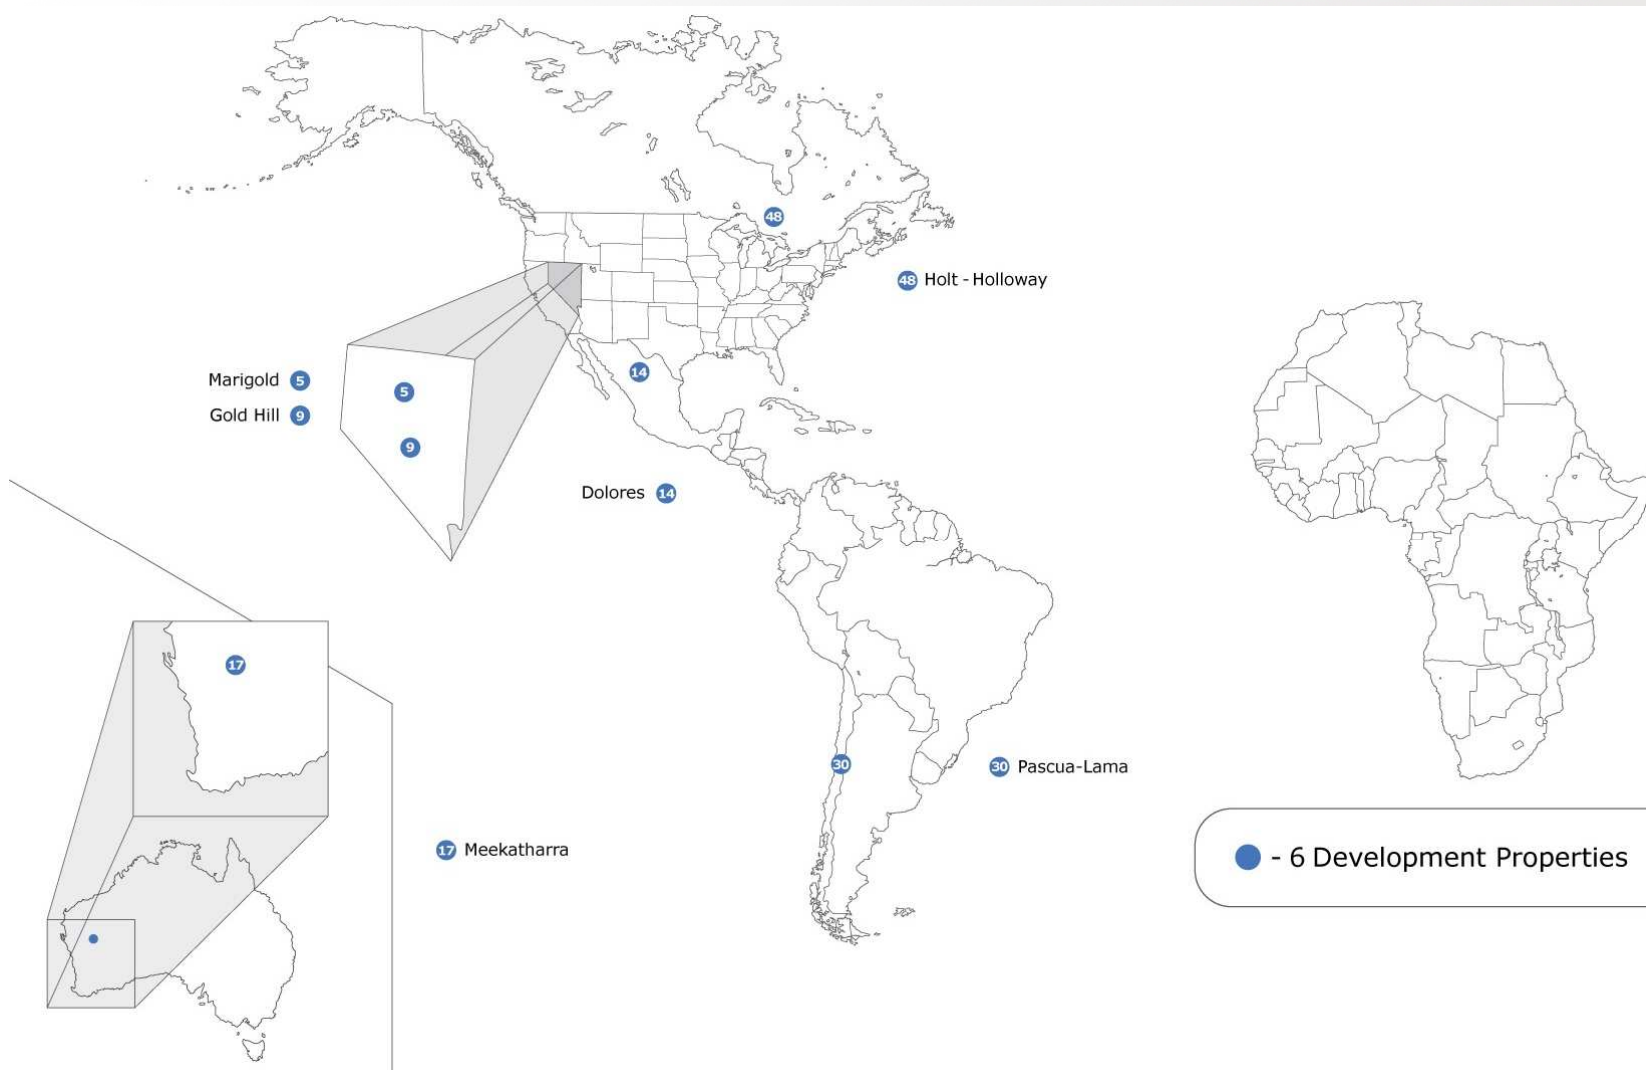 48
48 Holt - Holloway
Marigold 5
5
14
Gold Hill 9
9
Dolores 14
17
30
30 Pascua-Lama
17 Meekatharra
- 6 Development Properties